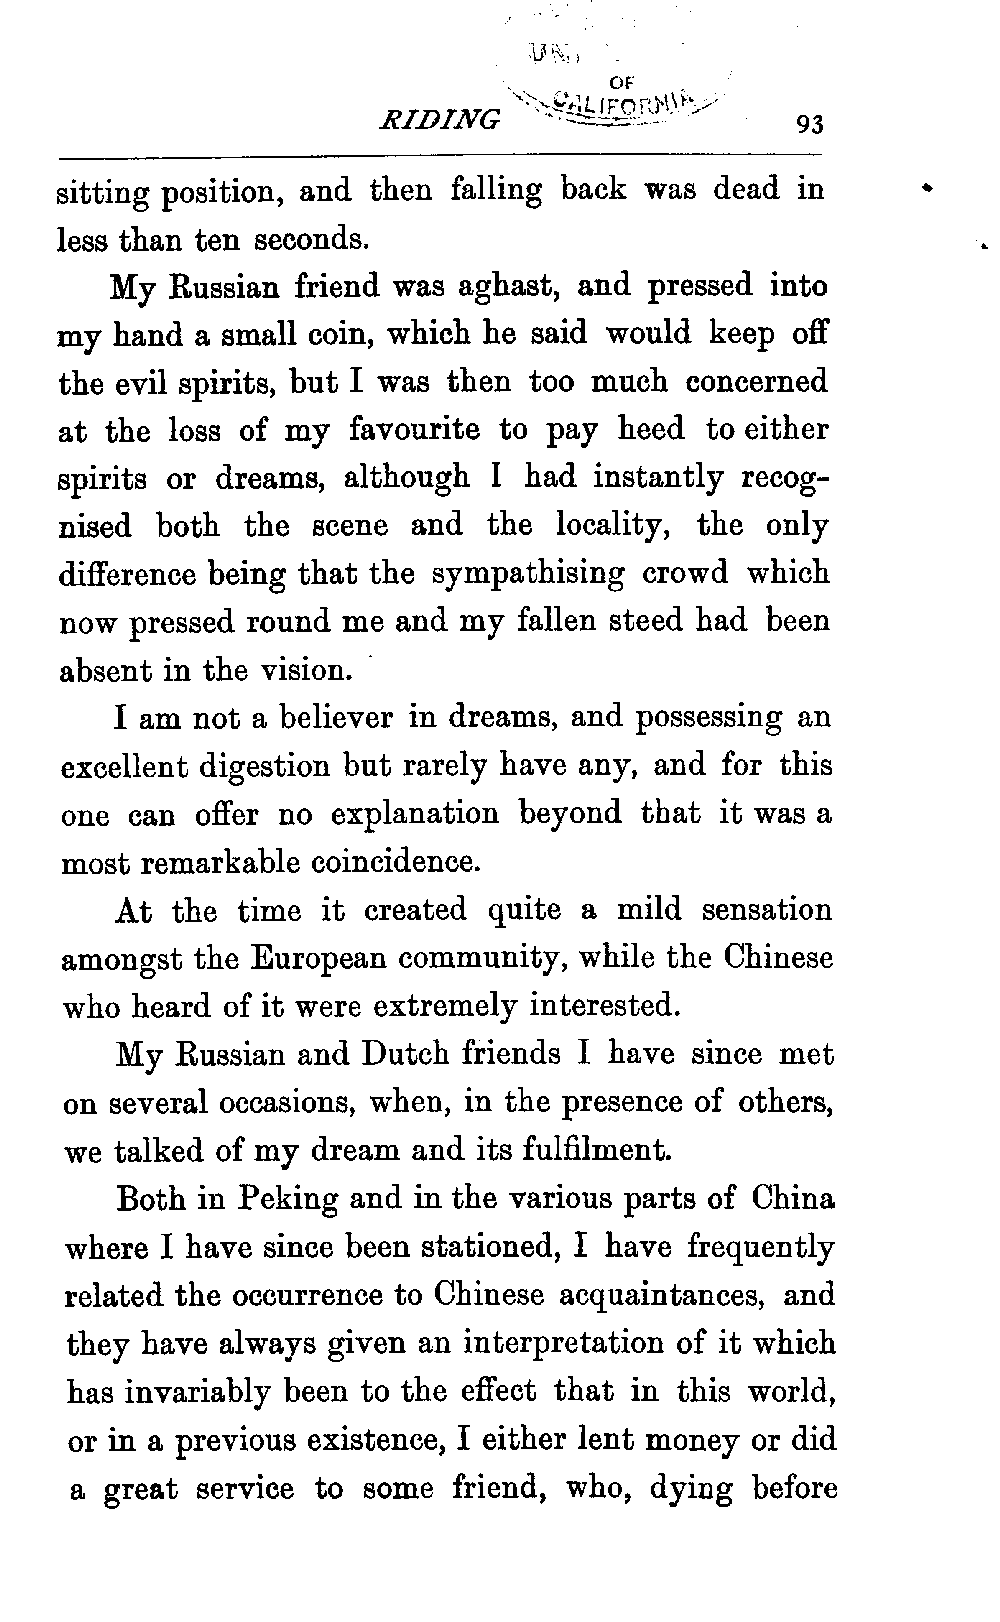 OF
CALIFORNIA
RIDING 93
sitting position, and then falling back was dead in
less than ten seconds.
My Russian friend was aghast, and pressed into
my hand a small coin, which he said would keep off
the evil spirits, but I was then too much concerned
at the loss of my favourite to pay heed to either
spirits or dreams, although I had instantly recog-
nised both the scene and the locality, the only
difference being that the sympathising crowd which
now pressed round me and my fallen steed had been
absent in the vision.
I am not a believer in dreams, and possessing an
excellent digestion but rarely have any, and for this
one can offer no explanation beyond that it was a
most remarkable coincidence.
At the time it created quite a mild sensation
amongst the European community, while the Chinese
who heard of it were extremely interested.
My Russian and Dutch friends I have since met
on several occasions, when, in the presence of others,
we talked of my dream and its fulfilment.
Both in Peking and in the various parts of China
where I have since been stationed, I have frequently
related the occurrence to Chinese acquaintances, and
they have always given an interpretation of it which
has invariably been to the effect that in this world,
or in a previous existence, I either lent money or did
a great service to some friend, who, dying before